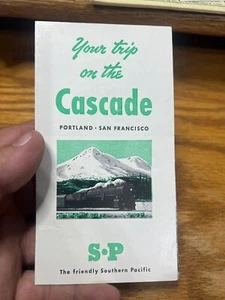 Your trip
on the
Cascade
PORTLAND • SAN FRANCISCO
S•P
The friendly Southern Pacific